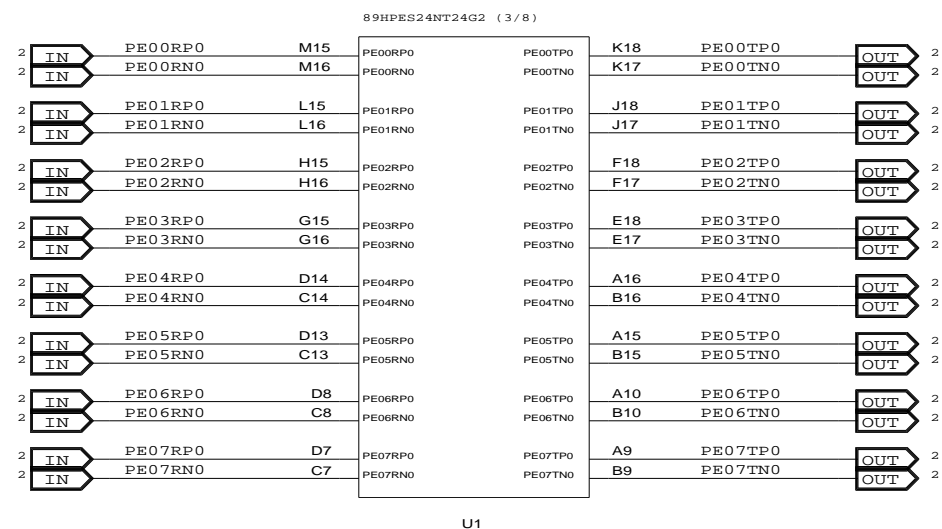 89HPES24NT24G2 (3/8)
2 IN PE00RP0 M15 PE00RP0 PE00TP0 K18 PE00TP0 OUT 2
2 IN PE00RN0 M16 PE00RN0 PE00TN0 K17 PE00TN0 OUT 2
2 IN PE01RP0 L15 PE01RP0 PE01TP0 J18 PE01TP0 OUT 2
2 IN PE01RN0 L16 PE01RN0 PE01TN0 J17 PE01TN0 OUT 2
2 IN PE02RP0 H15 PE02RP0 PE02TP0 F18 PE02TP0 OUT 2
2 IN PE02RN0 H16 PE02RN0 PE02TN0 F17 PE02TN0 OUT 2
2 IN PE03RP0 G15 PE03RP0 PE03TP0 E18 PE03TP0 OUT 2
2 IN PE03RN0 G16 PE03RN0 PE03TN0 E17 PE03TN0 OUT 2
2 IN PE04RP0 D14 PE04RP0 PE04TP0 A16 PE04TP0 OUT 2
2 IN PE04RN0 C14 PE04RN0 PE04TN0 B16 PE04TN0 OUT 2
2 IN PE05RP0 D13 PE05RP0 PE05TP0 A15 PE05TP0 OUT 2
2 IN PE05RN0 C13 PE05RN0 PE05TN0 B15 PE05TN0 OUT 2
2 IN PE06RP0 D8 PE06RP0 PE06TP0 A10 PE06TP0 OUT 2
2 IN PE06RN0 C8 PE06RN0 PE06TN0 B10 PE06TN0 OUT 2
2 IN PE07RP0 D7 PE07RP0 PE07TP0 A9 PE07TP0 OUT 2
2 IN PE07RN0 C7 PE07RN0 PE07TN0 B9 PE07TN0 OUT 2
U1